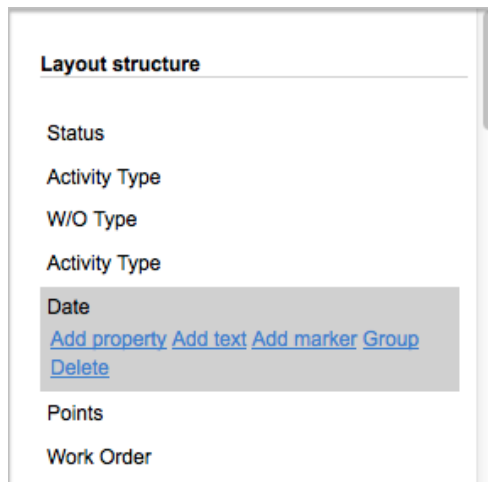 Layout structure
Status
Activity Type
W/O Type
Activity Type
Date
Add property Add text Add marker Group
Delete
Points
Work Order